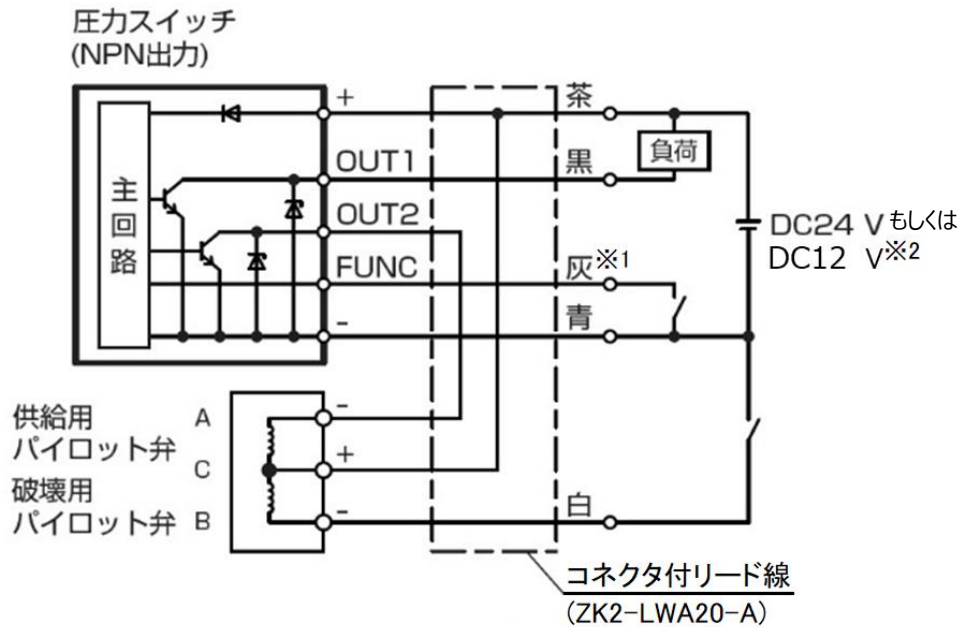 圧力スイッチ
(NPN出力)
主回路
+
OUT1
OUT2
FUNC
-
茶
黒
灰※1
青
負荷
DC24 V もしくは
DC12 V※2
供給用
パイロット弁
破壊用
パイロット弁
A
C
B
-
+
-
白
コネクタ付リード線
(ZK2-LWA20-A)